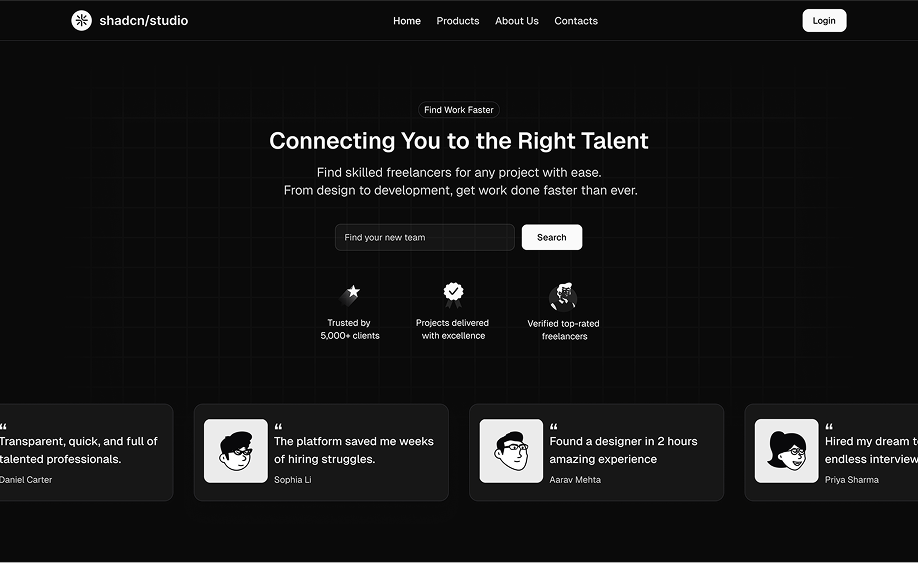 shadcn/studio
Home
Products
About Us
Contacts
Login
Find Work Faster
Connecting You to the Right Talent
Find skilled freelancers for any project with ease.
From design to development, get work done faster than ever.
Find your new team
Search
Trusted by
5,000+ clients
Projects delivered
with excellence
Verified top-rated
freelancers
“
Transparent, quick, and full of
talented professionals.
Daniel Carter
“
The platform saved me weeks
of hiring struggles.
Sophia Li
“
Found a designer in 2 hours
amazing experience
Aarav Mehta
“
Hired my dream
endless interview
Priya Sharma